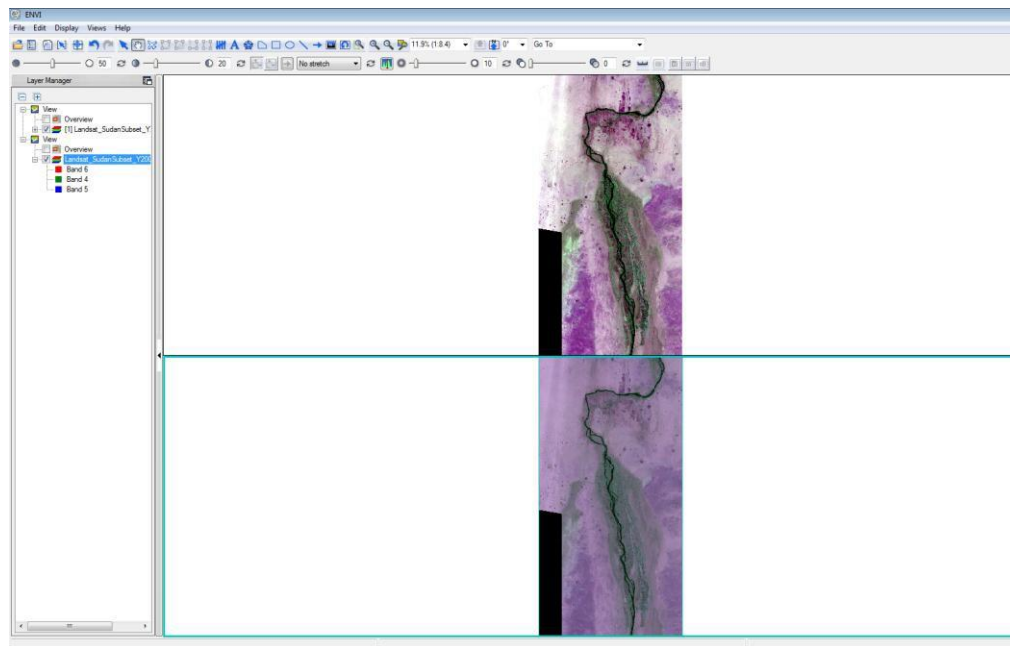 ENVI
File Edit Display Views Help
11.9% (1:8.4) 0° Go To
50 20 No stretch 10 0
Layer Manager
View
Overview
[1] Landsat_SudanSubset_Y
View
Overview
Landsat_SudanSubset_Y200
Band 6
Band 4
Band 5